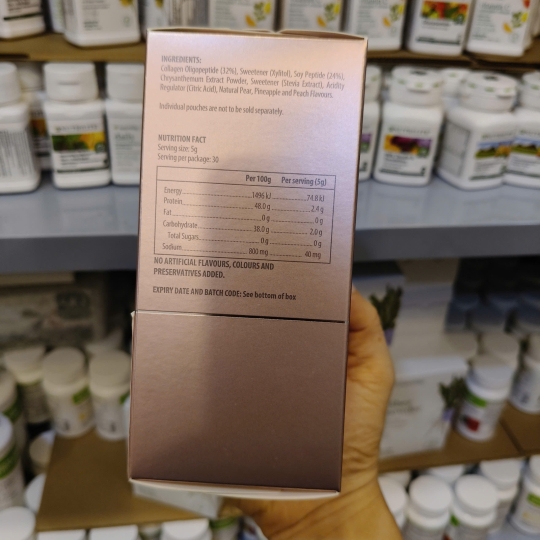 INGREDIENTS:
Collagen Oligopeptide (32%), Sweetener (Xylitol), Soy Peptide (24%),
Chrysanthemum Extract Powder, Sweetener (Stevia Extract), Acidity
Regulator (Citric Acid), Natural Pear, Pineapple and Peach Flavours.
Individual pouches are not to be sold separately.
NUTRITION FACT
Serving size: 5g
Serving per package: 30
Per 100g Per serving (5g)
Energy 1496 kJ 74.8 kJ
Protein 48.0 g 2.4 g
Fat 0 g 0 g
Carbohydrate 38.0 g 2.0 g
Total Sugars 0 g 0 g
Sodium 800 mg 40 mg
NO ARTIFICIAL FLAVOURS, COLOURS AND
PRESERVATIVES ADDED.
EXPIRY DATE AND BATCH CODE: See bottom of box